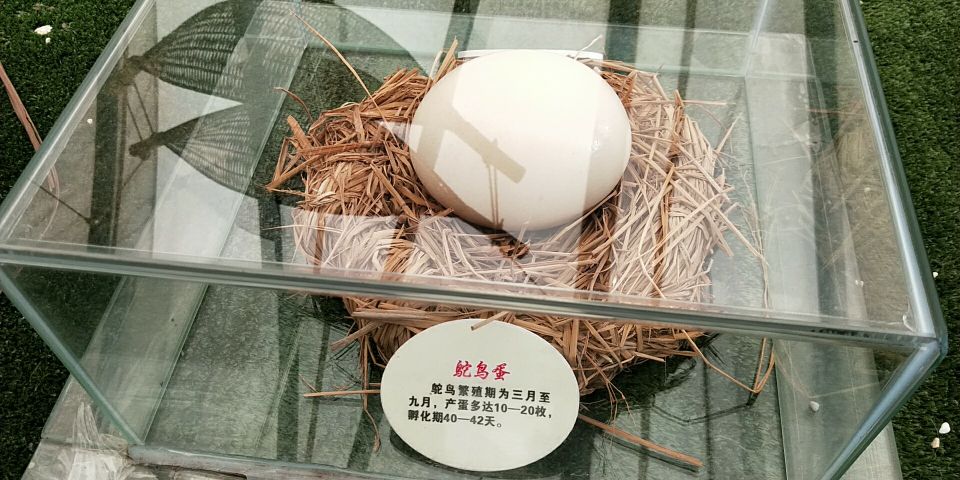 鸵鸟蛋
鸵鸟繁殖期为三月至
九月，产蛋多达10—20枚，
孵化期40—42天。